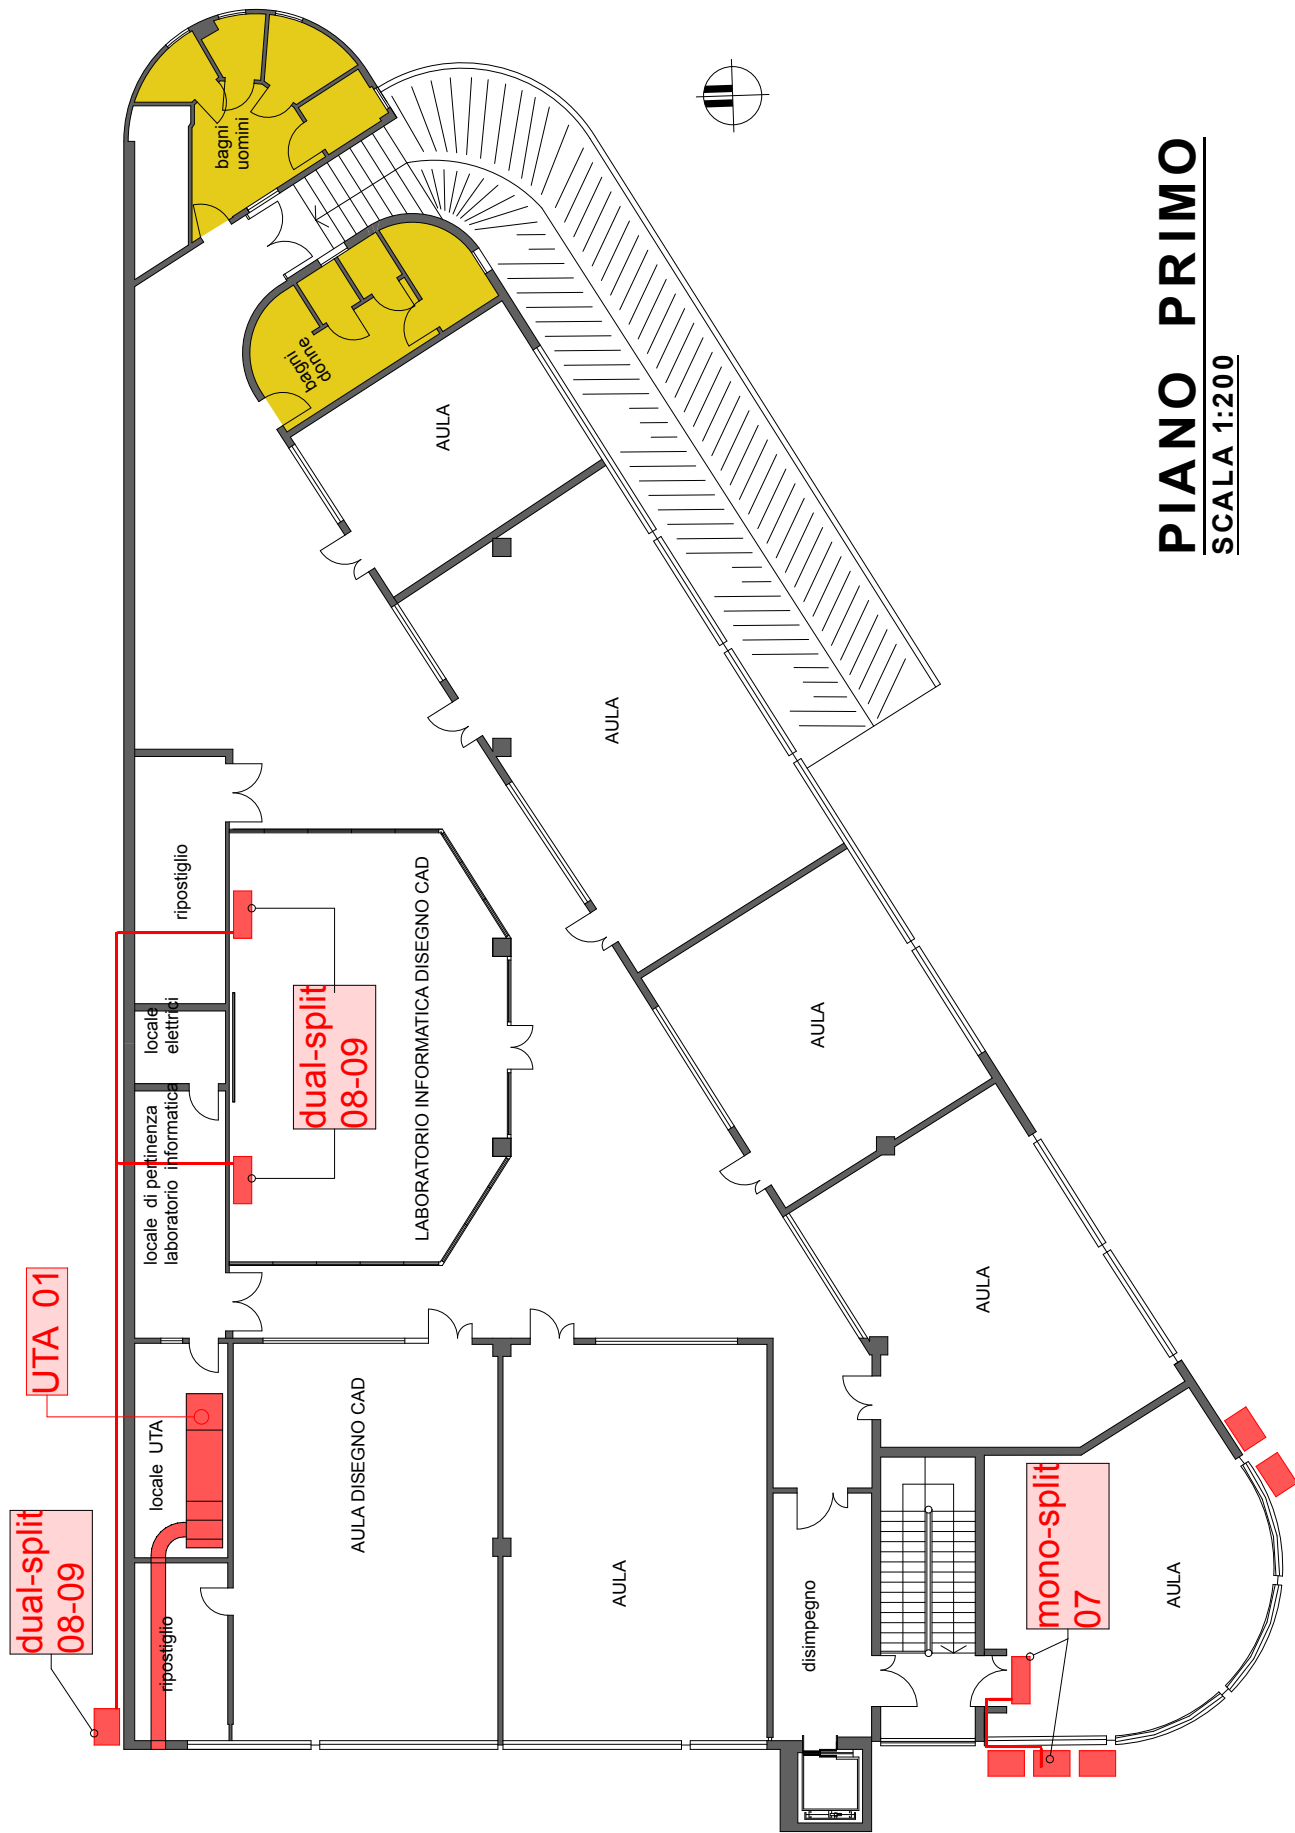 PIANO PRIMO
SCALA 1:200
bagni
uomini
bagni
donne
AULA
AULA
ripostiglio
locale
elettrici
LABORATORIO INFORMATICA DISEGNO CAD
dual-split
08-09
AULA
locale di pertinenza
laboratorio informatica
UTA 01
AULA
locale UTA
AULA DISEGNO CAD
dual-split
08-09
ripostiglio
AULA
disimpegno
mono-split
07
AULA